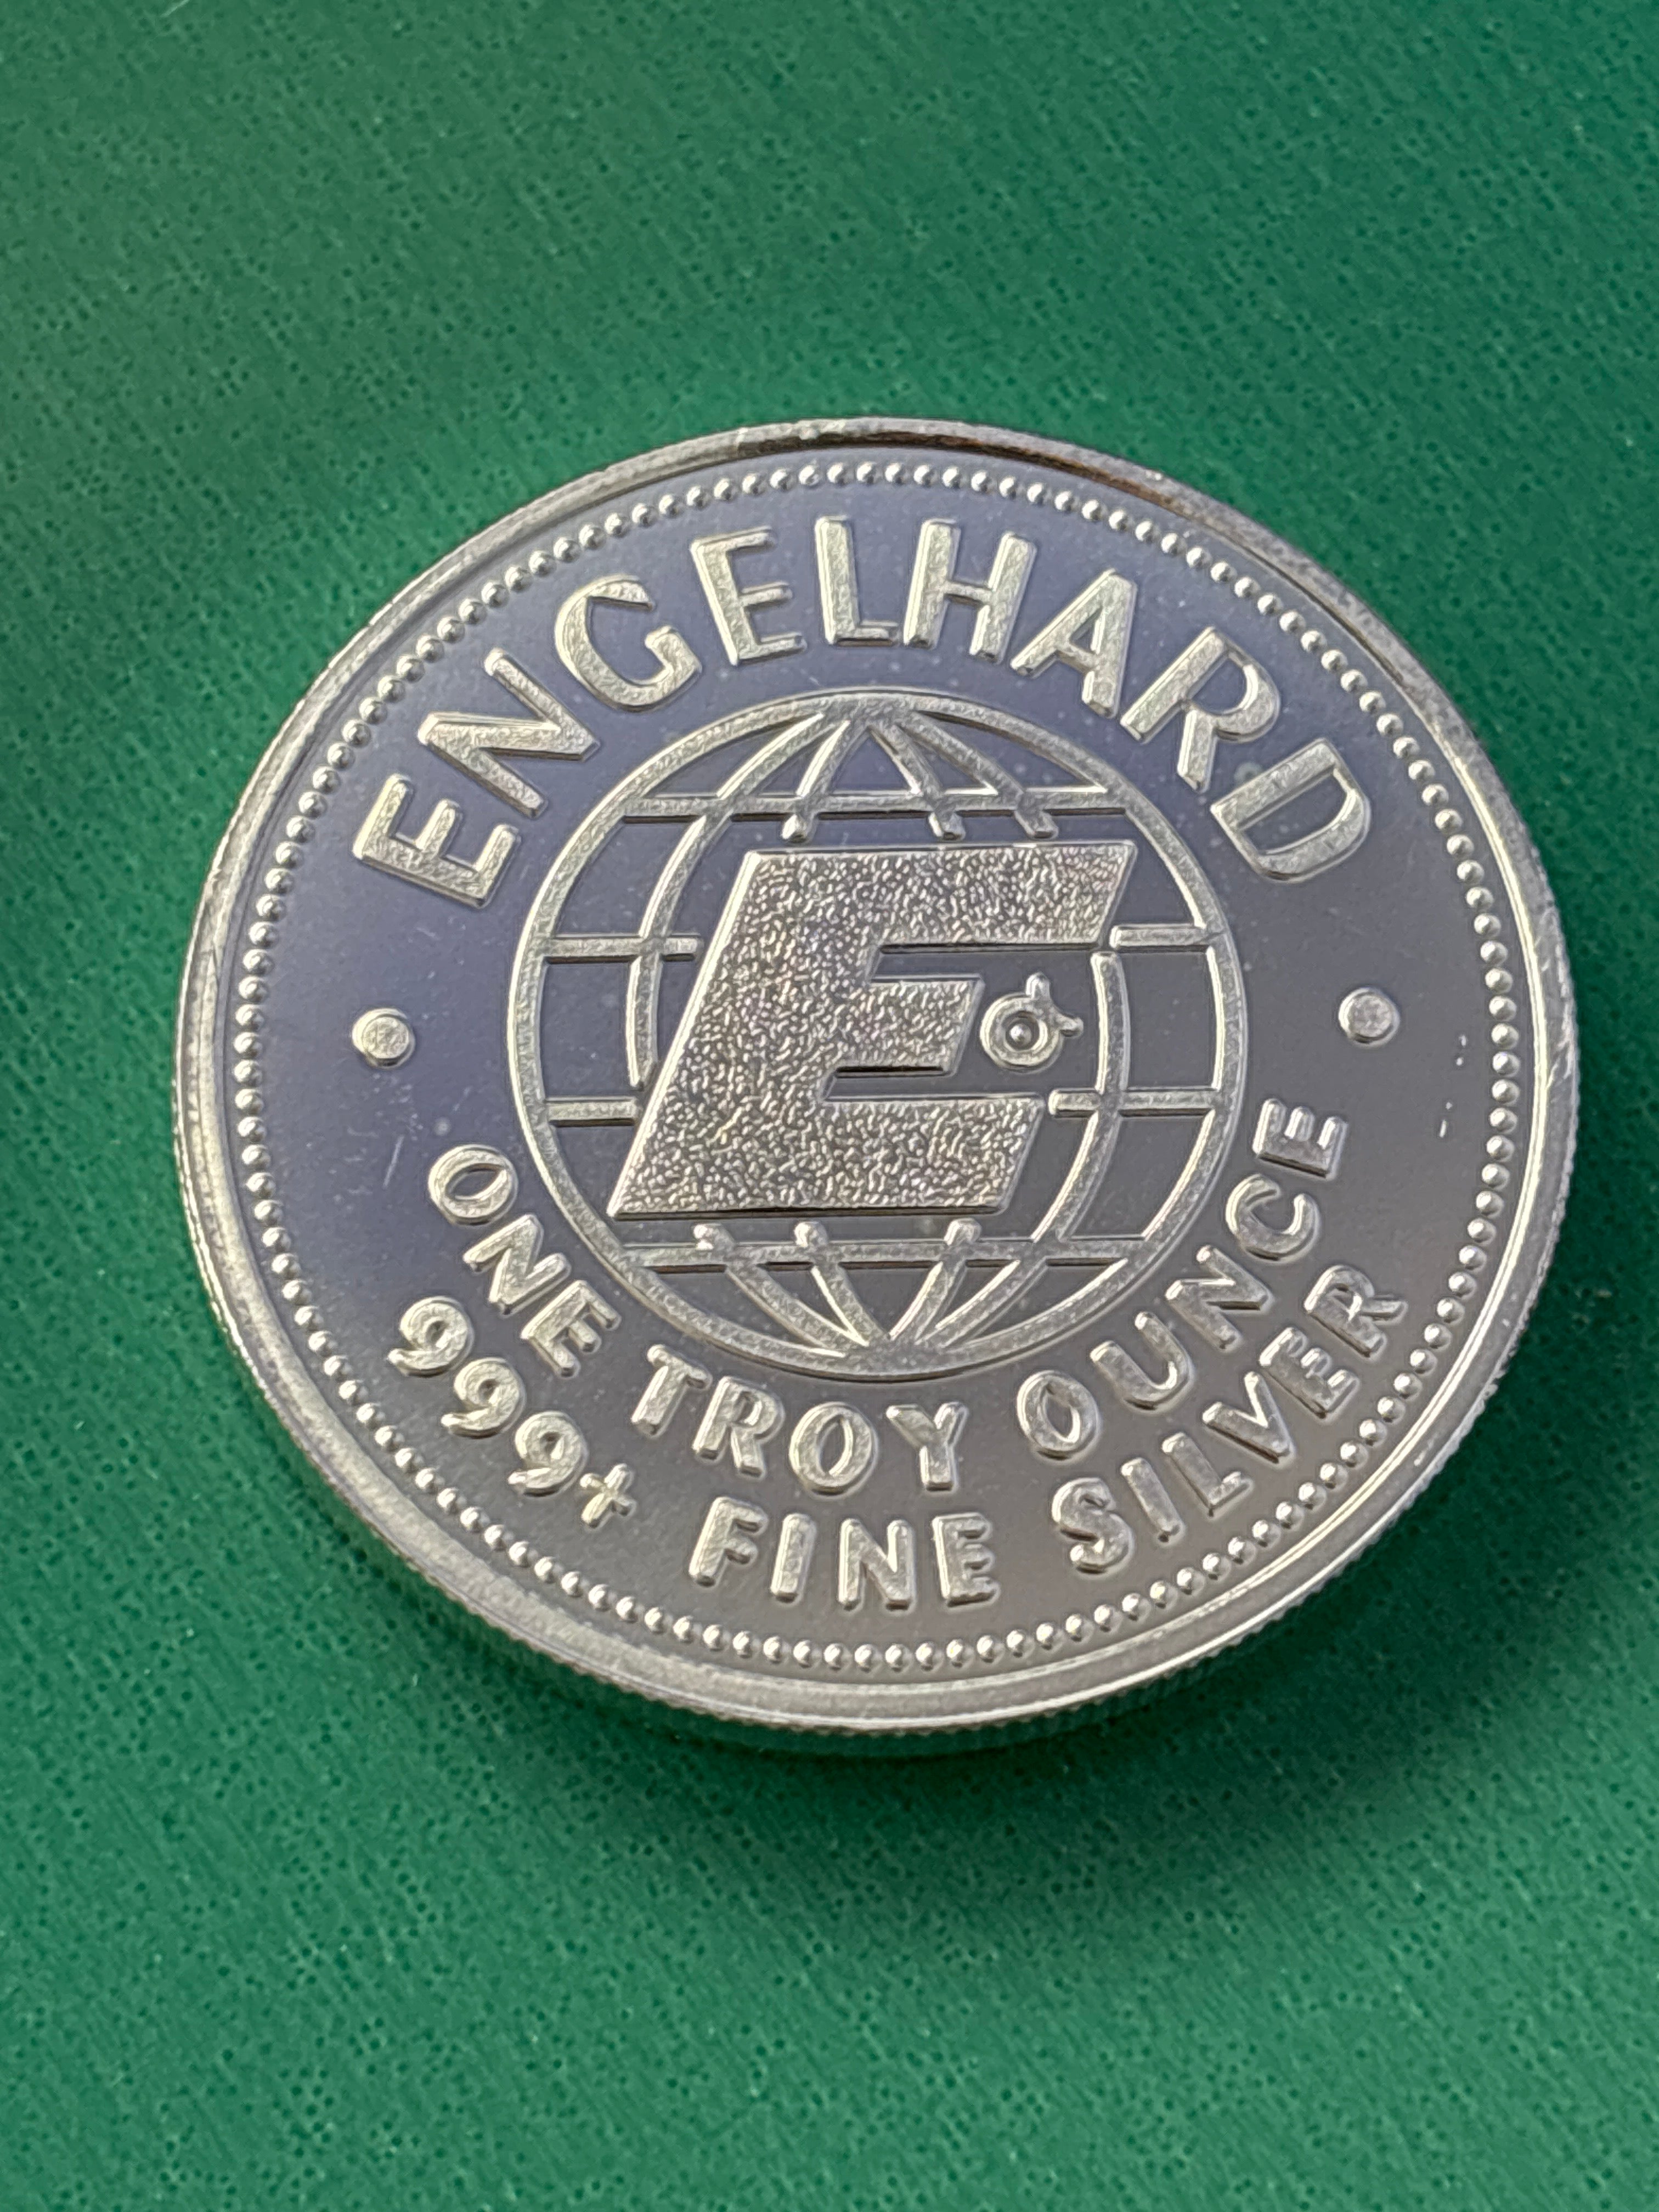 ENGELHARD
E
ONE TROY OUNCE
999+ FINE SILVER